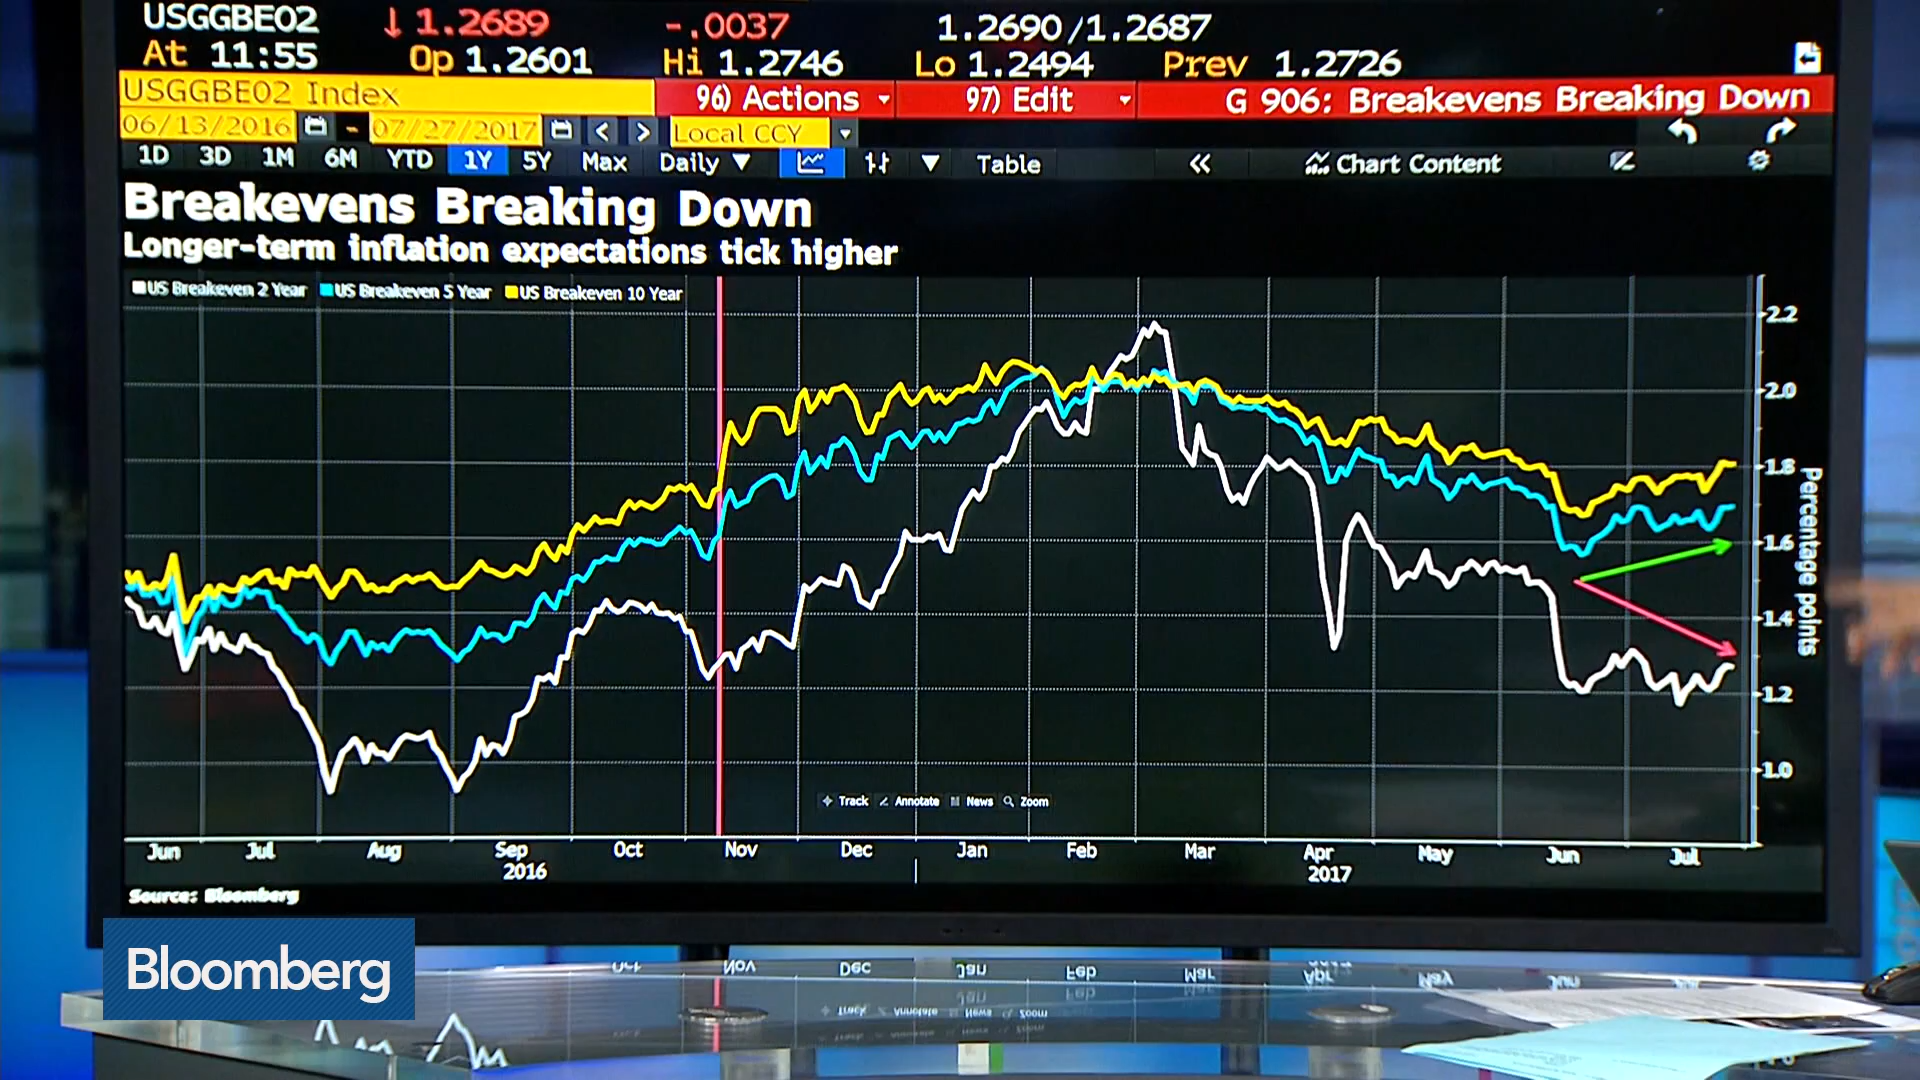 USGGBE02 ↓1.2689 -.0037 1.2690/1.2687
At 11:55 Op 1.2601 Hi 1.2746 Lo 1.2494 Prev 1.2726
USGGBE02 Index 96) Actions 97) Edit G 906: Breakevens Breaking Down
06/13/2016 - 07/27/2017 < > Local CCY
1D 3D 1M 6M YTD 1Y 5Y Max Daily ▼ ▼ Table « Chart Content
Breakevens Breaking Down
Longer-term inflation expectations tick higher
US Breakeven 2 Year US Breakeven 5 Year US Breakeven 10 Year
2.2
2.0
1.8
1.6
1.4
1.2
1.0
Percentage points
Track Annotate News Zoom
Jun Jul Aug Sep Oct Nov Dec Jan Feb Mar Apr May Jun Jul
2016 2017
Source: Bloomberg
Bloomberg